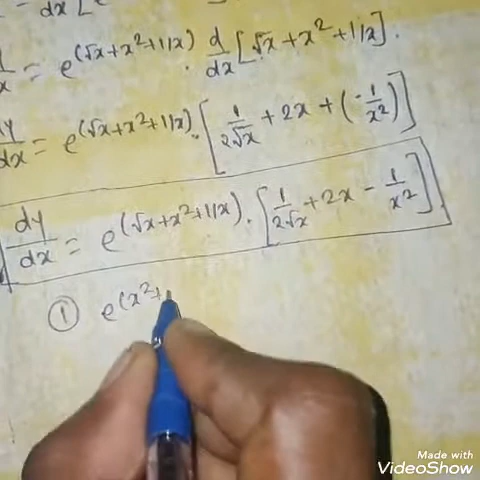 dx [e
/x = e^(√x+x²+1/x) · d/dx [√x+x²+1/x].
dy/dx = e^(√x+x²+1/x) · [1/2√x + 2x + (-1/x²)]
dy/dx = e^(√x+x²+1/x) · [1/2√x + 2x - 1/x²]
① e^(x²+
Made with
VideoShow